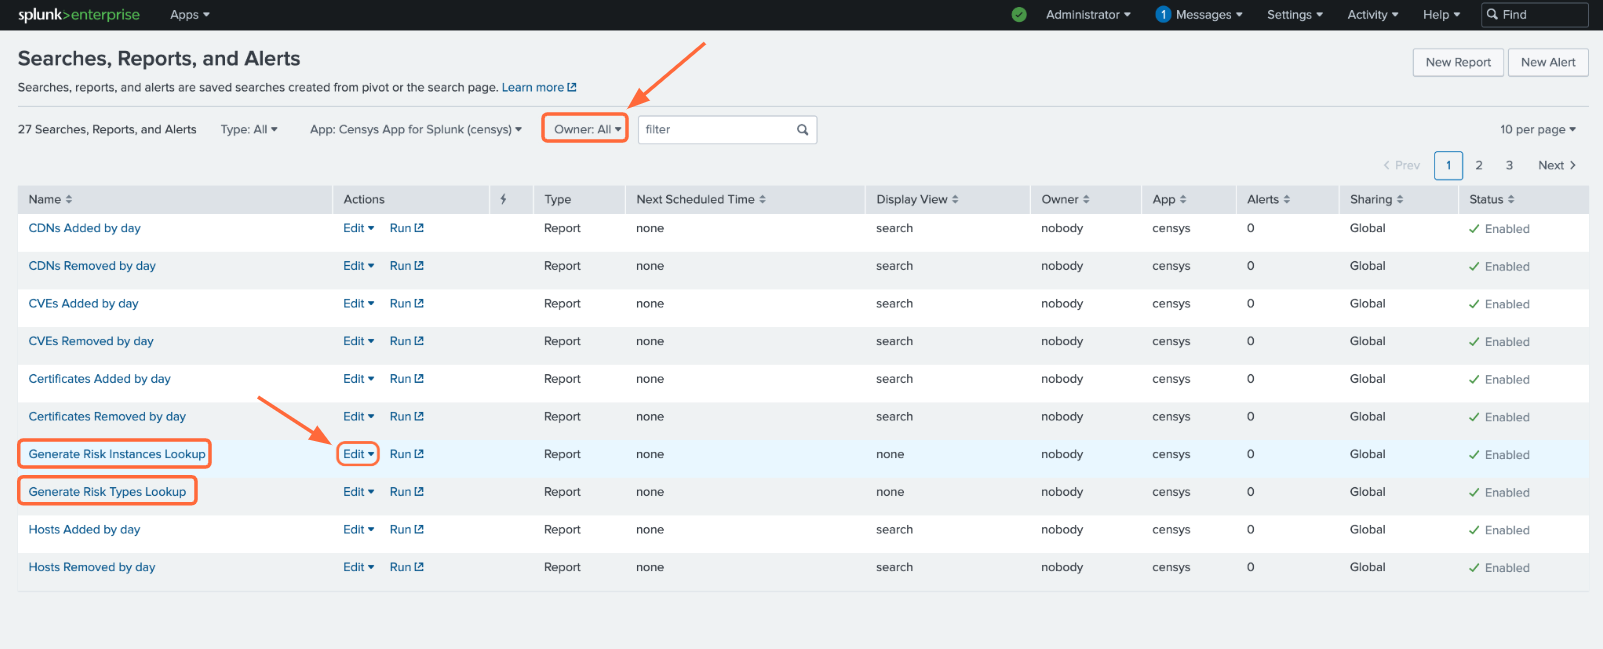 splunk>enterprise Apps Administrator 1 Messages Settings Activity Help Find
Searches, Reports, and Alerts
New Report New Alert
Searches, reports, and alerts are saved searches created from pivot or the search page. Learn more
27 Searches, Reports, and Alerts Type: All App: Censys App for Splunk (censys) Owner: All filter 10 per page
Prev 1 2 3 Next
Name Actions Type Next Scheduled Time Display View Owner App Alerts Sharing Status
CDNs Added by day Edit Run Report none search nobody censys 0 Global Enabled
CDNs Removed by day Edit Run Report none search nobody censys 0 Global Enabled
CVEs Added by day Edit Run Report none search nobody censys 0 Global Enabled
CVEs Removed by day Edit Run Report none search nobody censys 0 Global Enabled
Certificates Added by day Edit Run Report none search nobody censys 0 Global Enabled
Certificates Removed by day Edit Run Report none search nobody censys 0 Global Enabled
Generate Risk Instances Lookup Edit Run Report none none nobody censys 0 Global Enabled
Generate Risk Types Lookup Edit Run Report none none nobody censys 0 Global Enabled
Hosts Added by day Edit Run Report none search nobody censys 0 Global Enabled
Hosts Removed by day Edit Run Report none search nobody censys 0 Global Enabled